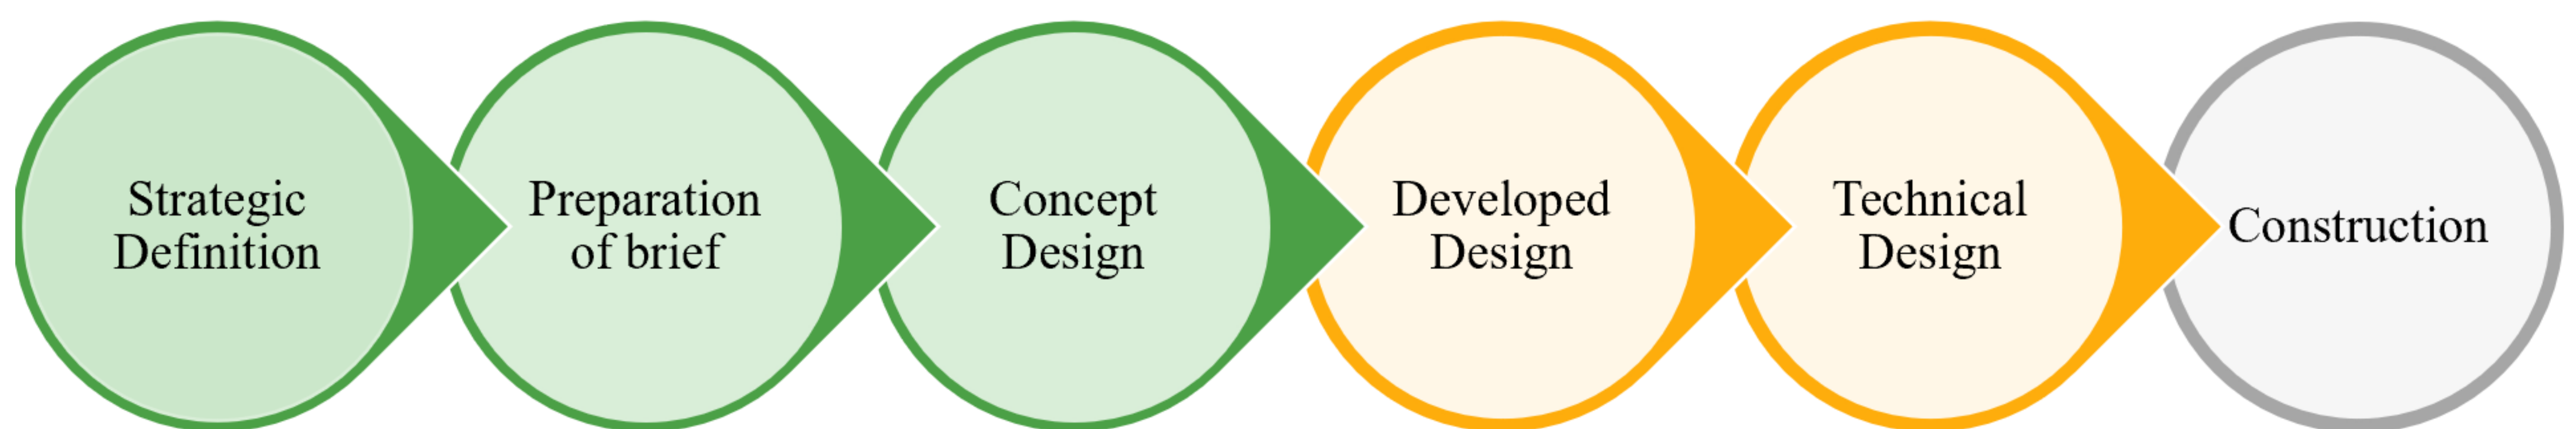 Strategic
Definition
Preparation
of brief
Concept
Design
Developed
Design
Technical
Design
Construction